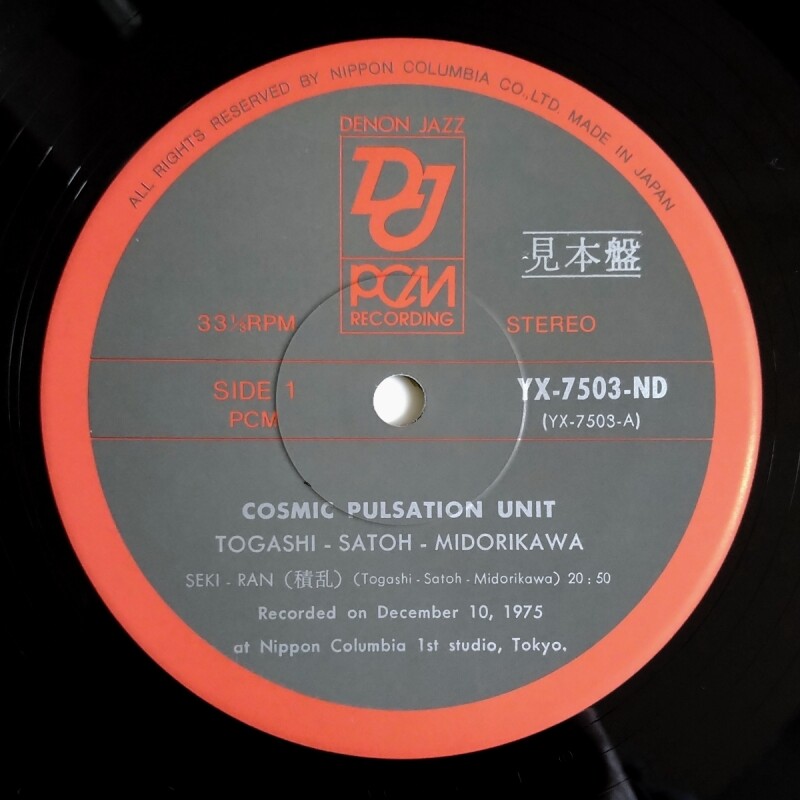 ALL RIGHTS RESERVED BY NIPPON COLUMBIA CO.,LTD. MADE IN JAPAN
DENON JAZZ
DJ
PCM
RECORDING
見本盤
33⅓RPM
STEREO
SIDE 1
PCM
YX-7503-ND
(YX-7503-A)
COSMIC PULSATION UNIT
TOGASHI - SATOH - MIDORIKAWA
SEKI - RAN (積乱) (Togashi - Satoh - Midorikawa) 20:50
Recorded on December 10, 1975
at Nippon Columbia 1st studio, Tokyo.